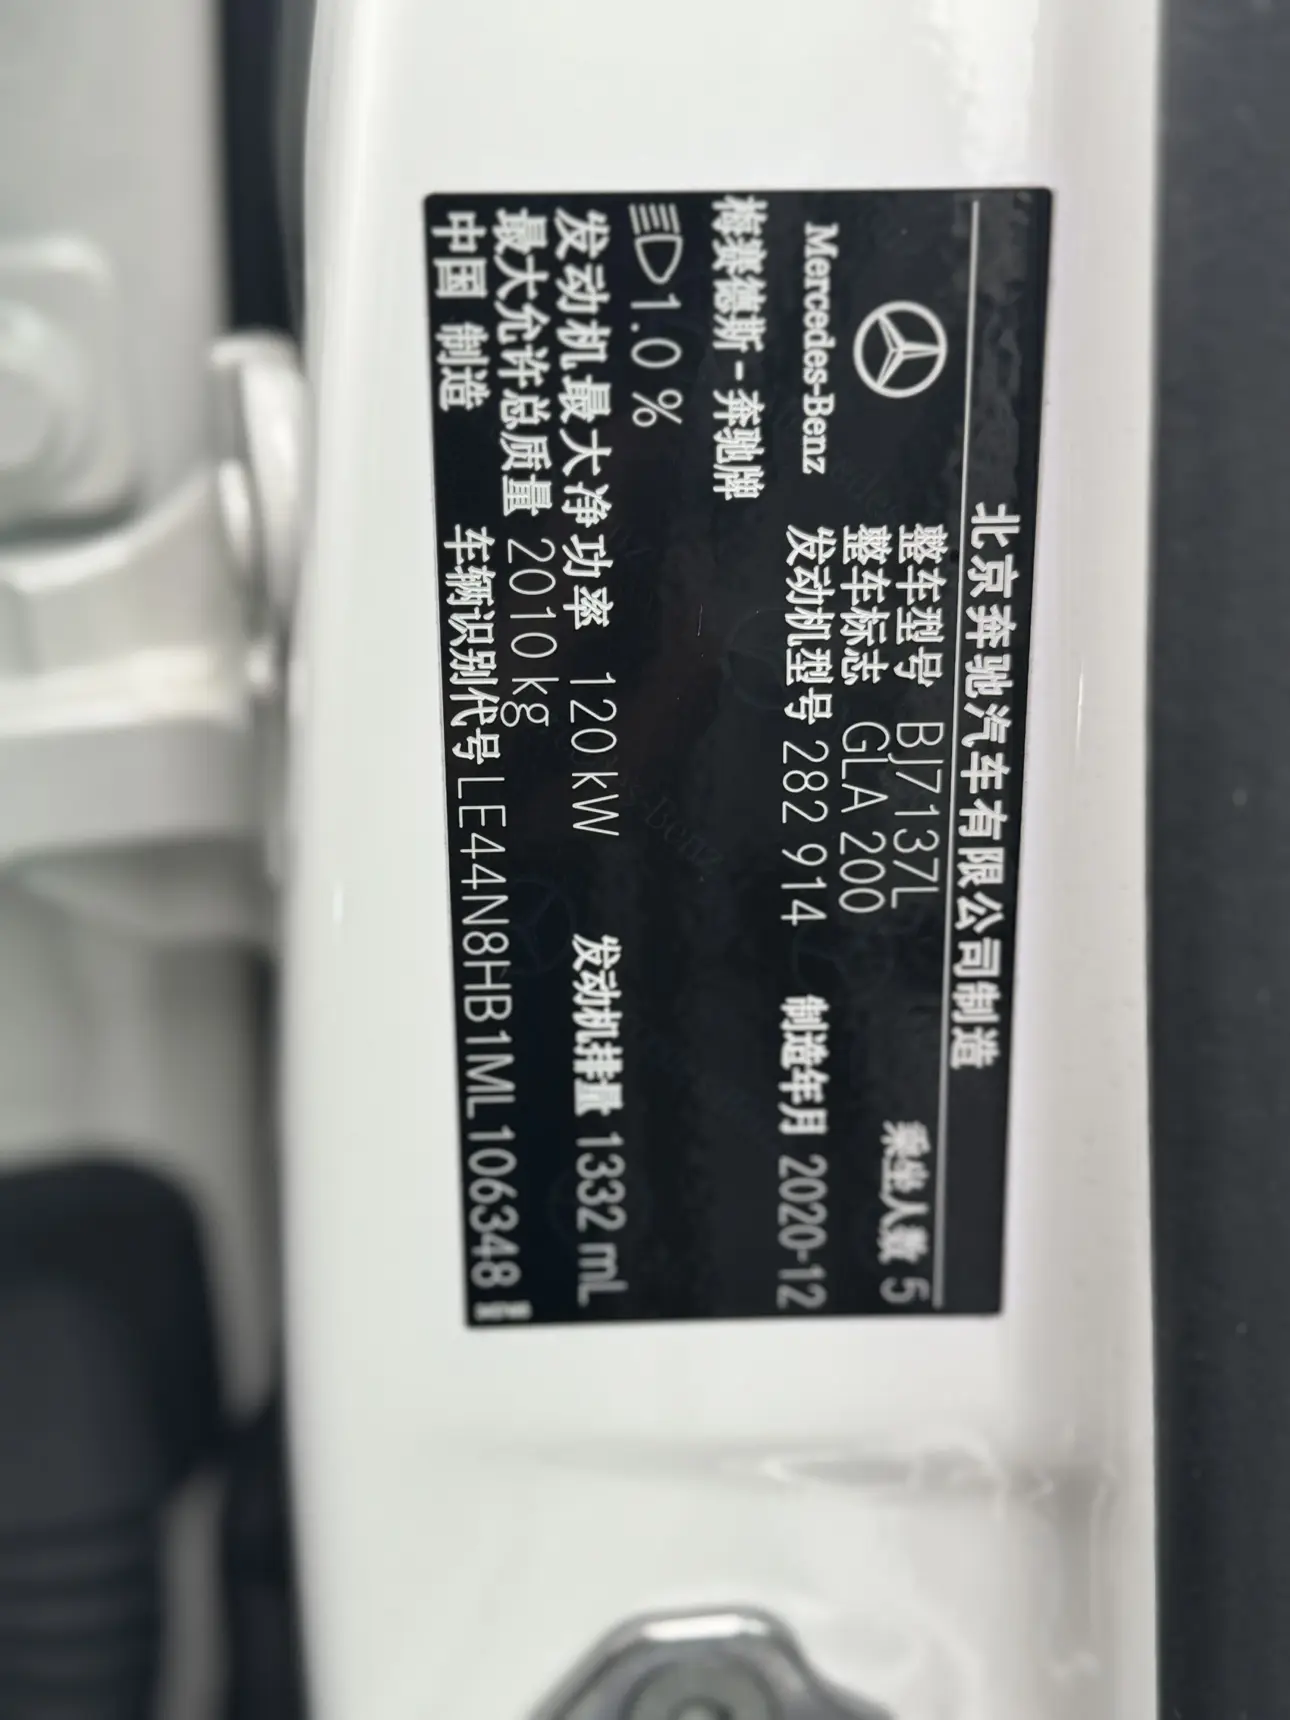 北京奔驰汽车有限公司制造
整车型号 BJ7137L 乘坐人数 5
整车标志 GLA 200
Mercedes-Benz 发动机型号 282 914 制造年月 2020-12
梅赛德斯-奔驰牌
1.0 %
发动机最大净功率 120kW 发动机排量 1332 mL
最大允许总质量 2010kg
中国 制造 车辆识别代号 LE44N8HB1ML106348